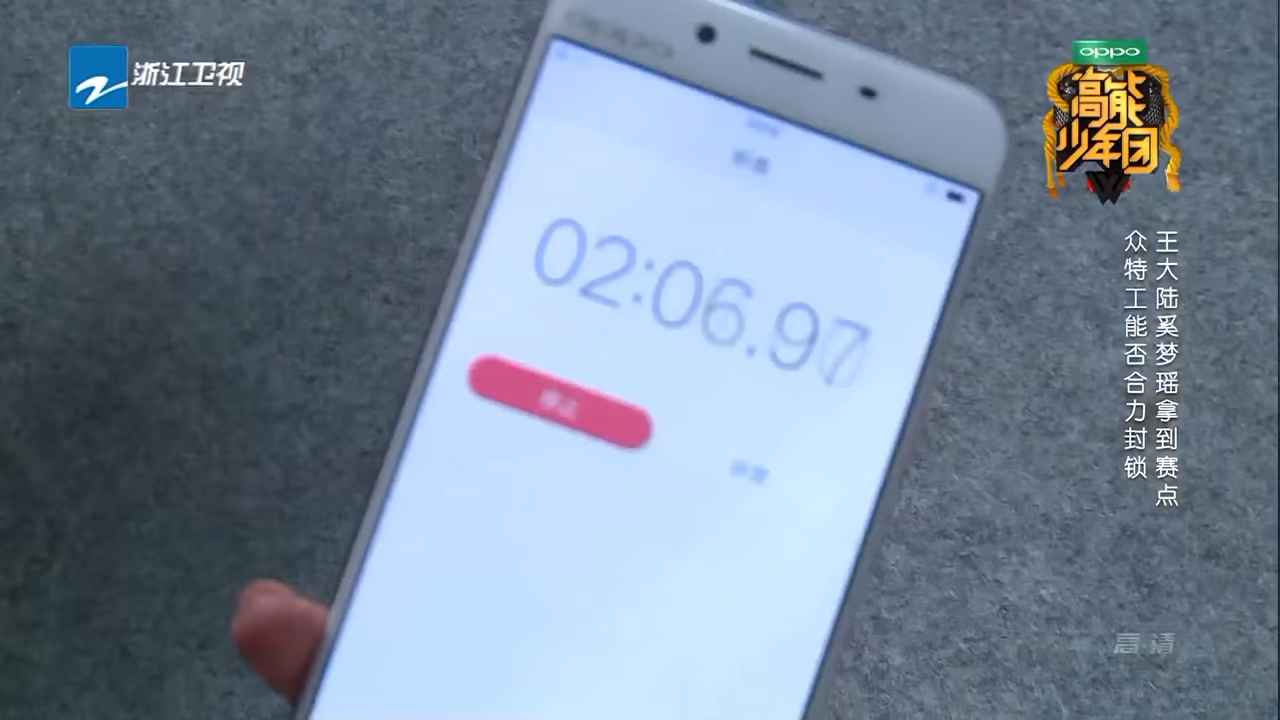 浙江卫视
oppo
高能
少年团
王大陆奚梦瑶拿到赛点
众特工能否合力封锁
02:06.97
高清